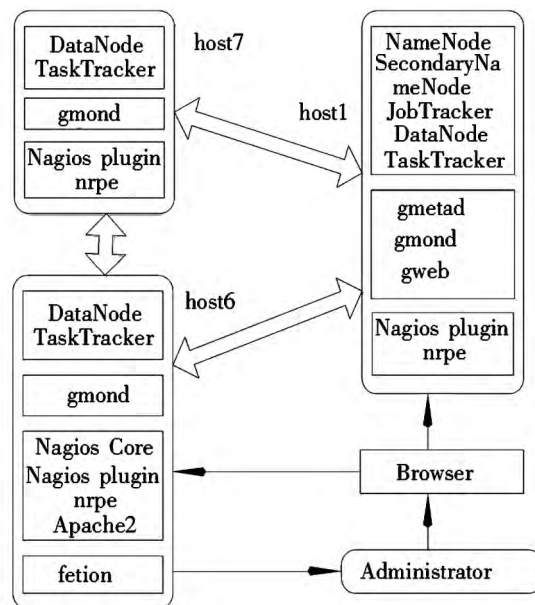 DataNode
TaskTracker
gmond
Nagios plugin
nrpe
host7
host1
NameNode
SecondaryNa
meNode
JobTracker
DataNode
TaskTracker
gmetad
gmond
gweb
Nagios plugin
nrpe
host6
DataNode
TaskTracker
gmond
Nagios Core
Nagios plugin
nrpe
Apache2
fetion
Browser
Administrator